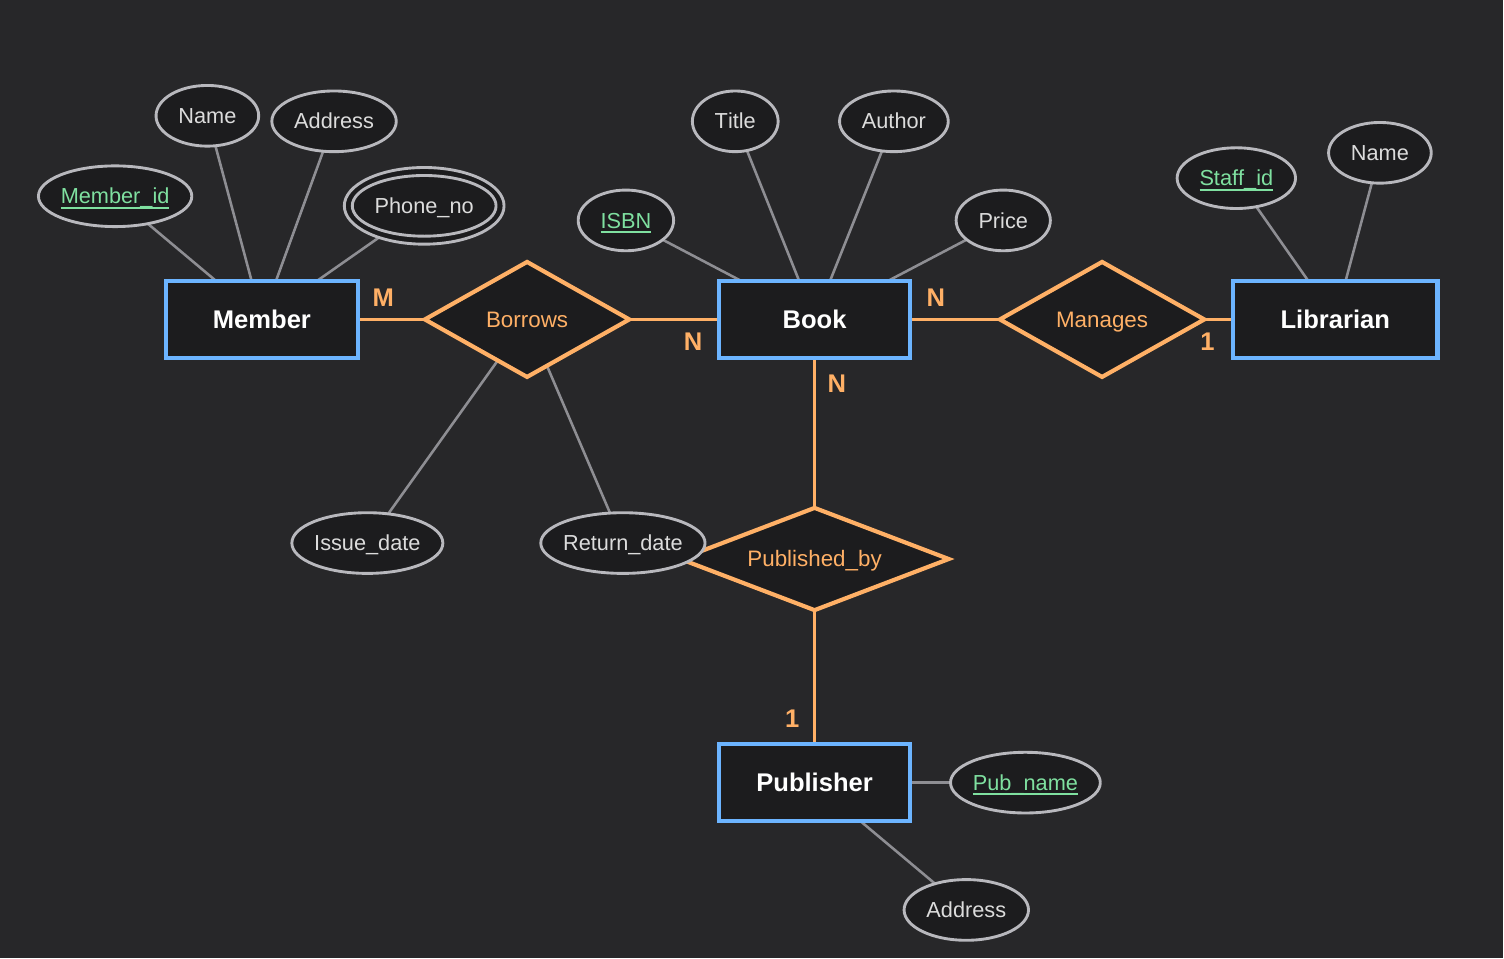 Name
Address
Title
Author
Name
Member_id
Phone_no
ISBN
Price
Staff_id
Member
M
Borrows
N
Book
N
Manages
1
Librarian
N
Issue_date
Return_date
Published_by
1
Publisher
Pub_name
Address